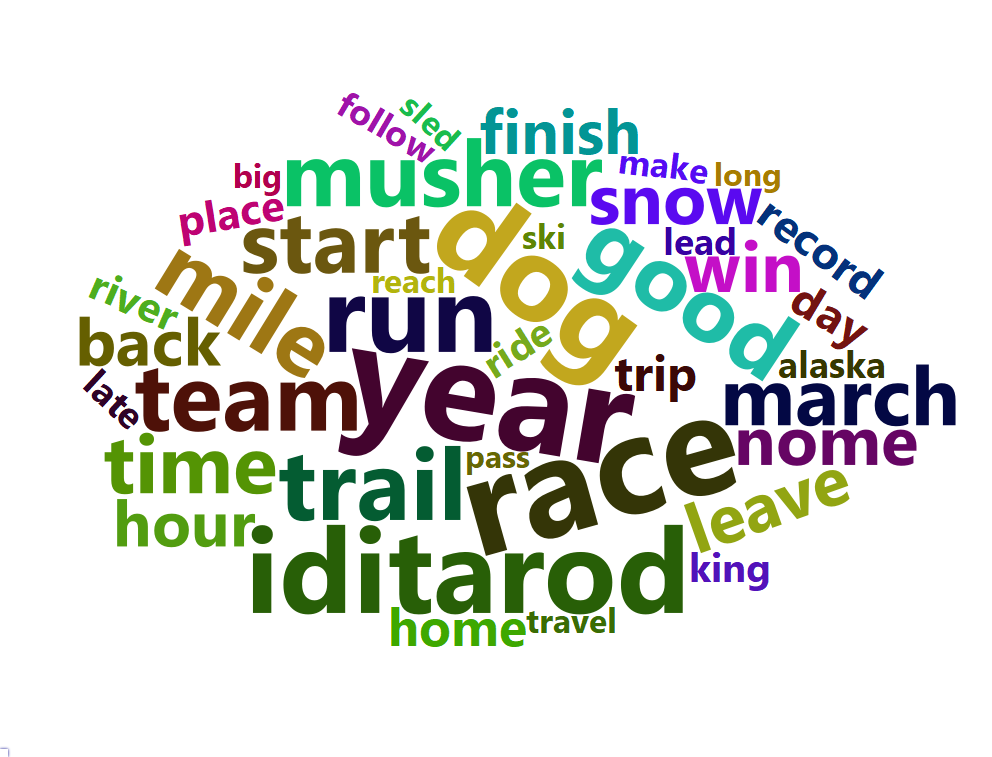 sled
follow
finish
musher
make
long
big
snow
place
record
start
dog
ski
lead
good
win
mile
reach
river
run
day
back
ride
year
trip
alaska
late
team
march
race
nome
time
trail
pass
leave
hour
iditarod
king
home
travel